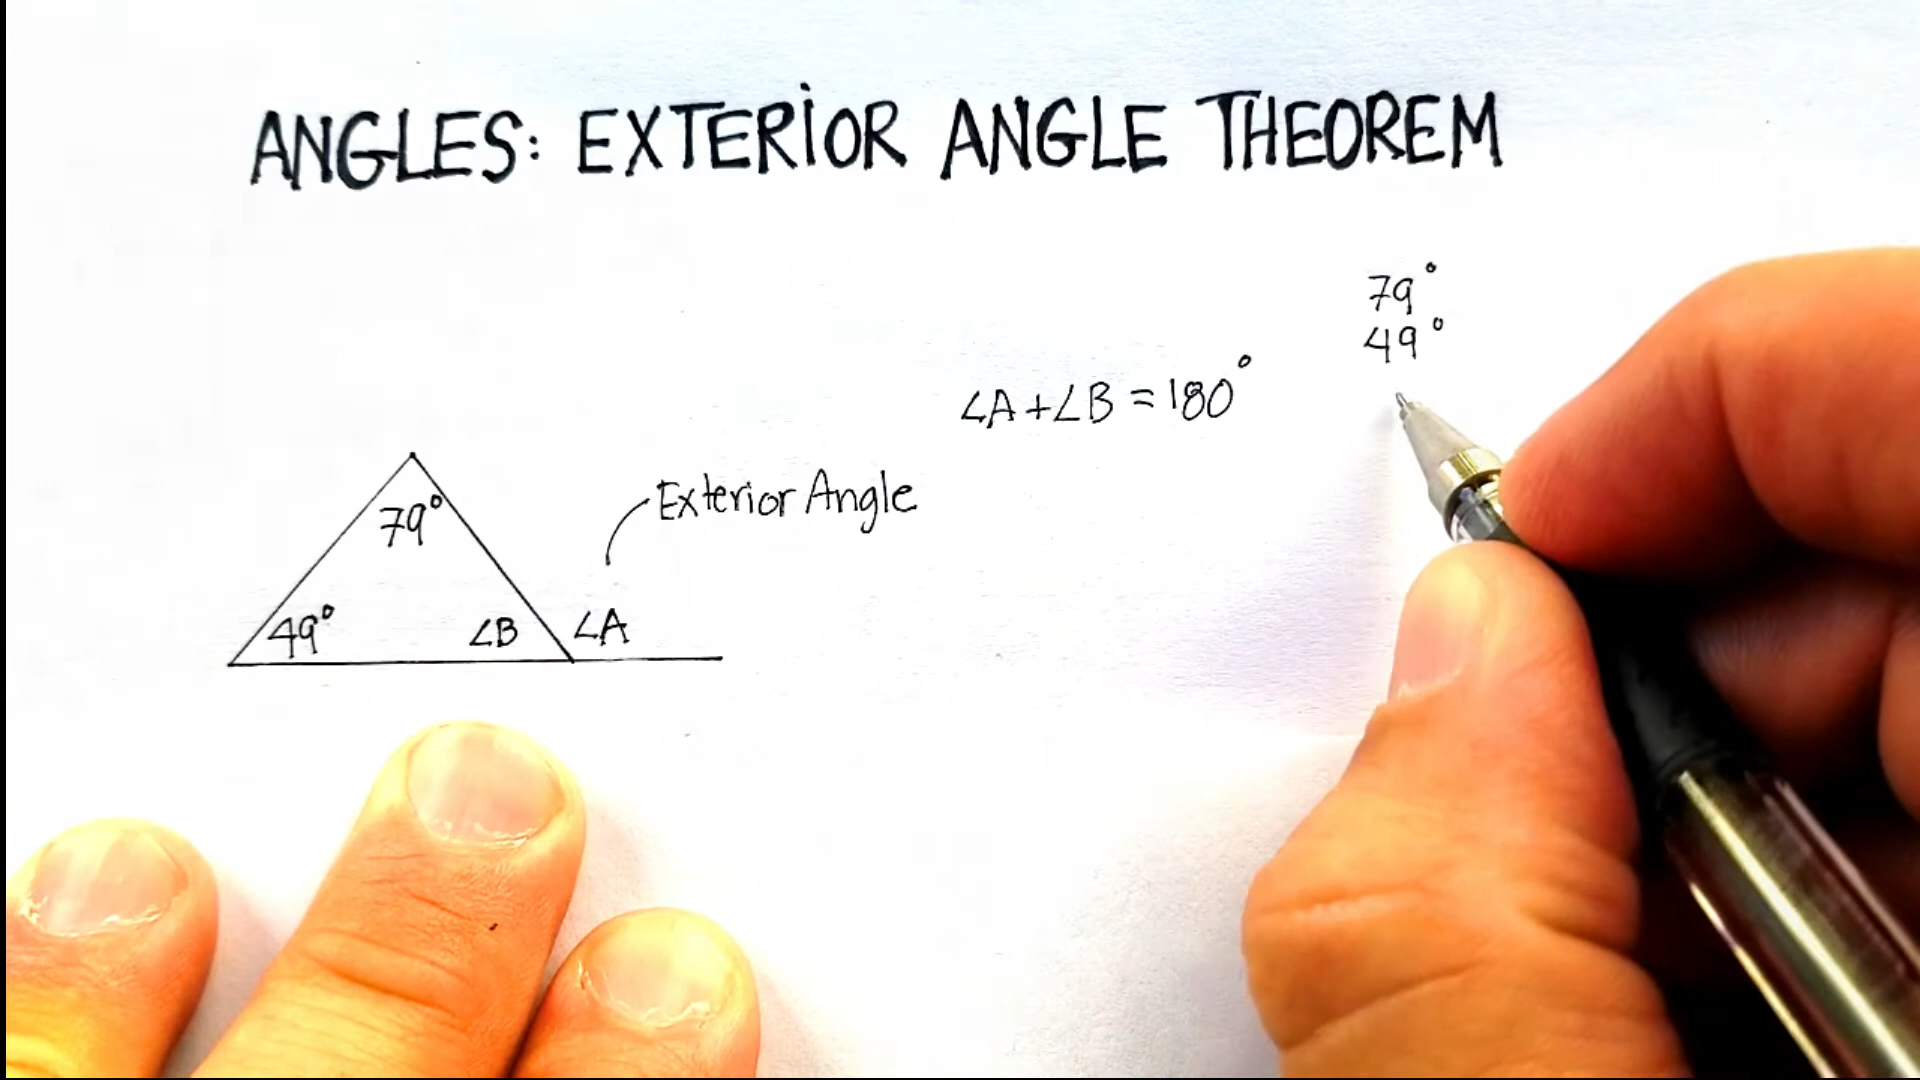 ANGLES: EXTERIOR ANGLE THEOREM
79°
49°
∠A+∠B=180°
Exterior Angle
79°
49°
∠B
∠A